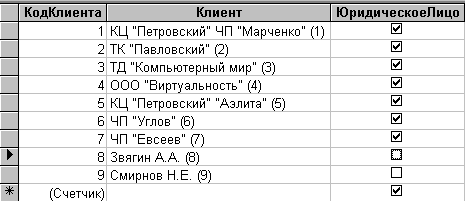 КодКлиента Клиент ЮридическоеЛицо
1 КЦ "Петровский" ЧП "Марченко" (1)
2 ТК "Павловский" (2)
3 ТД "Компьютерный мир" (3)
4 ООО "Виртуальность" (4)
5 КЦ "Петровский" "Аэлита" (5)
6 ЧП "Углов" (6)
7 ЧП "Евсеев" (7)
8 Звягин А.А. (8)
9 Смирнов Н.Е. (9)
(Счетчик)